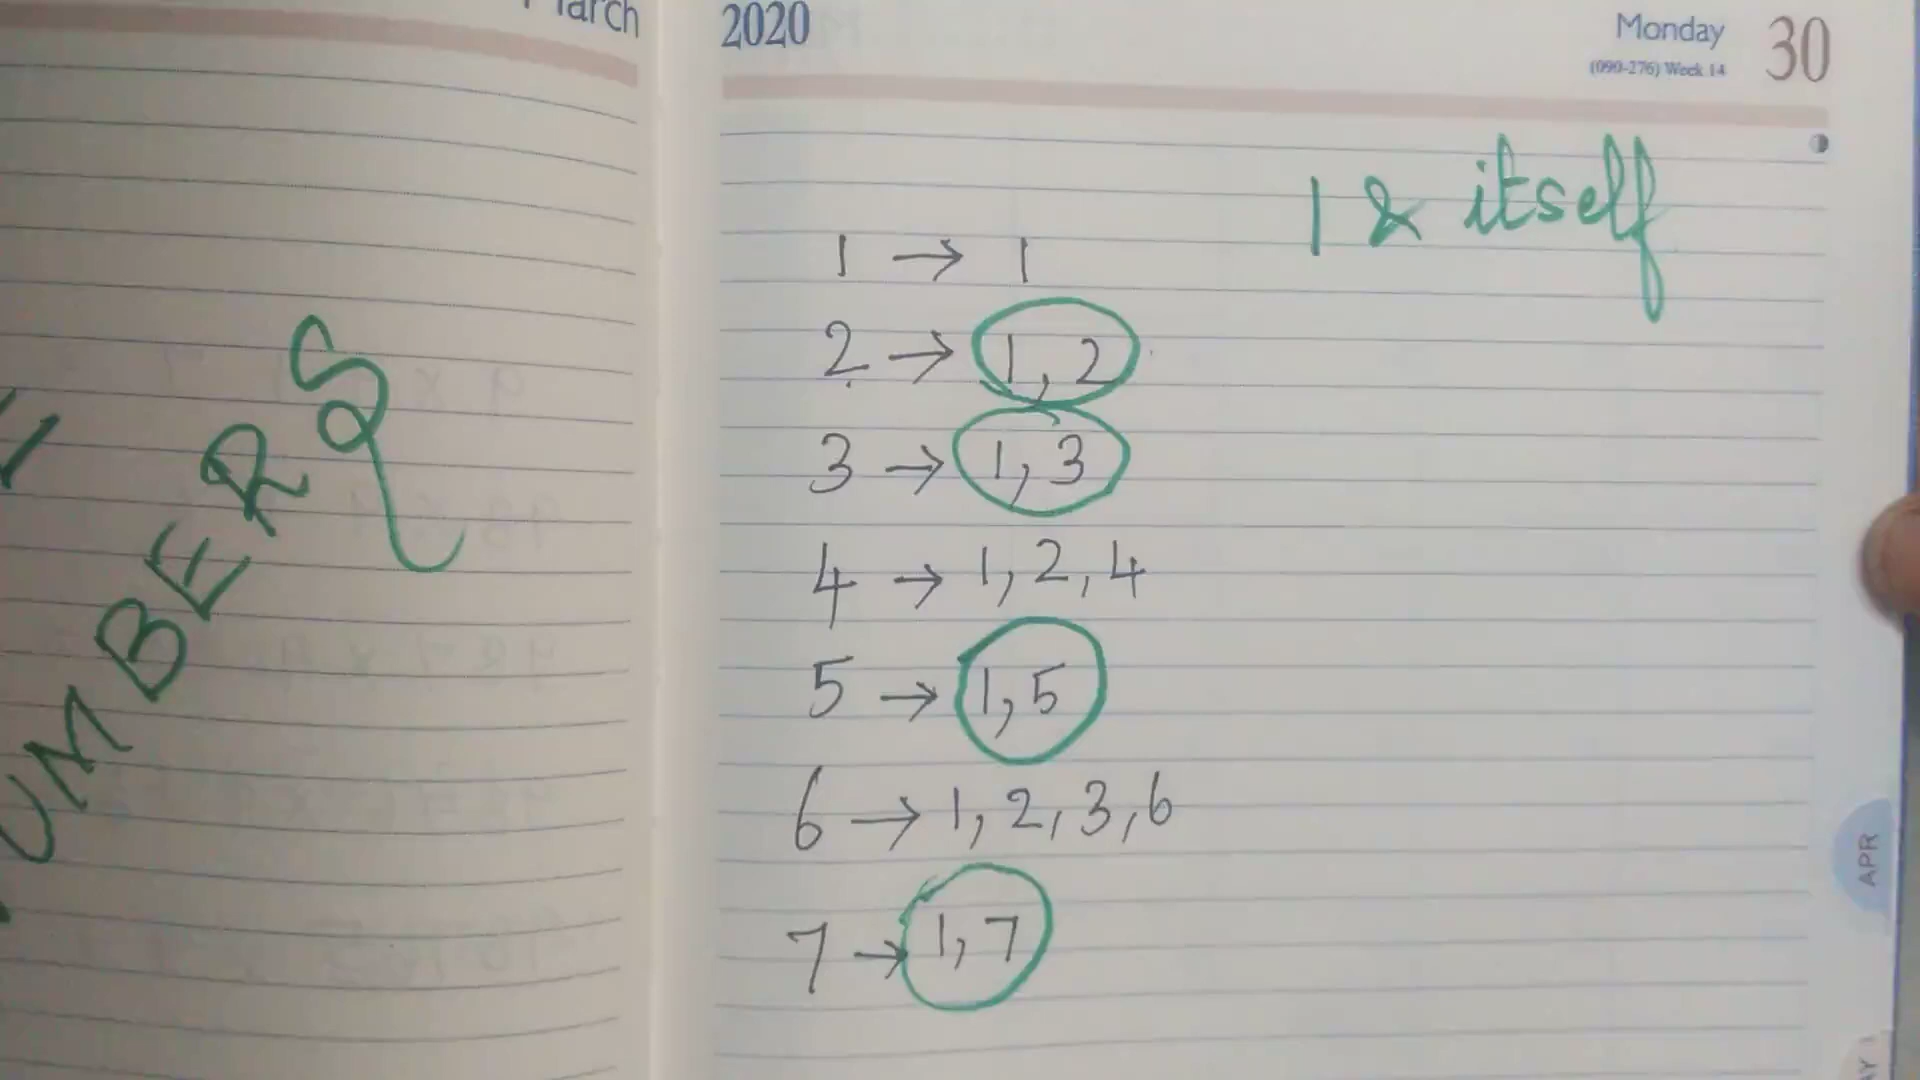 March
NUMBERS
2020
Monday 30
(090-276) Week 14
1 & itself
1 → 1
2 → 1, 2
3 → 1, 3
4 → 1, 2, 4
5 → 1, 5
6 → 1, 2, 3, 6
7 → 1, 7
APR